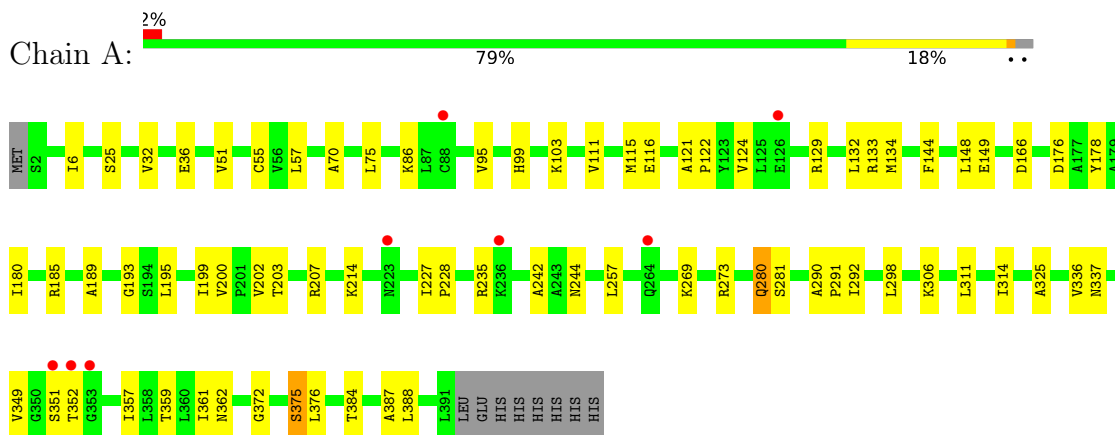 2%
Chain A:
79% 18% • •
MET S2 I6 S25 V32 E36 V51 C55 V56 L57 A70 L75 K86 L87 C88 V95 H99 K103 V111 M115 E116 A121 P122 Y123 V124 L125 E126 R129 L132 R133 M134 F144 L148 E149 D166 D176 A177 Y178 A179
I180 R185 A189 G193 S194 L195 I199 V200 P201 V202 T203 R207 K214 N223 I227 P228 R235 K236 A242 A243 N244 L257 Q264 K269 R273 Q280 S281 A290 P291 I292 L298 K306 L311 I314 A325 V336 N337
V349 G350 S351 T352 G353 I357 L358 T359 L360 I361 N362 G372 S375 L376 T384 A387 L388 L391 LEU GLU HIS HIS HIS HIS HIS HIS